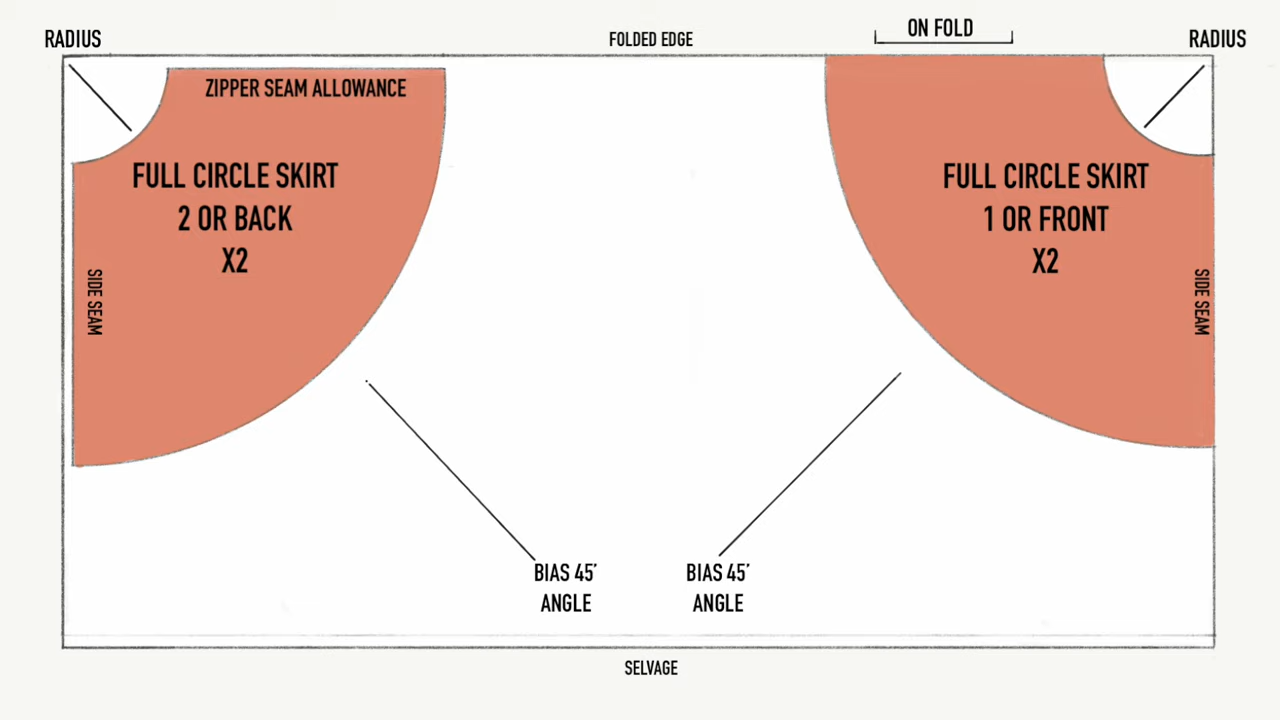 RADIUS
FOLDED EDGE
ON FOLD
RADIUS
ZIPPER SEAM ALLOWANCE
FULL CIRCLE SKIRT
2 OR BACK
X2
SIDE SEAM
FULL CIRCLE SKIRT
1 OR FRONT
X2
SIDE SEAM
BIAS 45'
ANGLE
BIAS 45'
ANGLE
SELVAGE